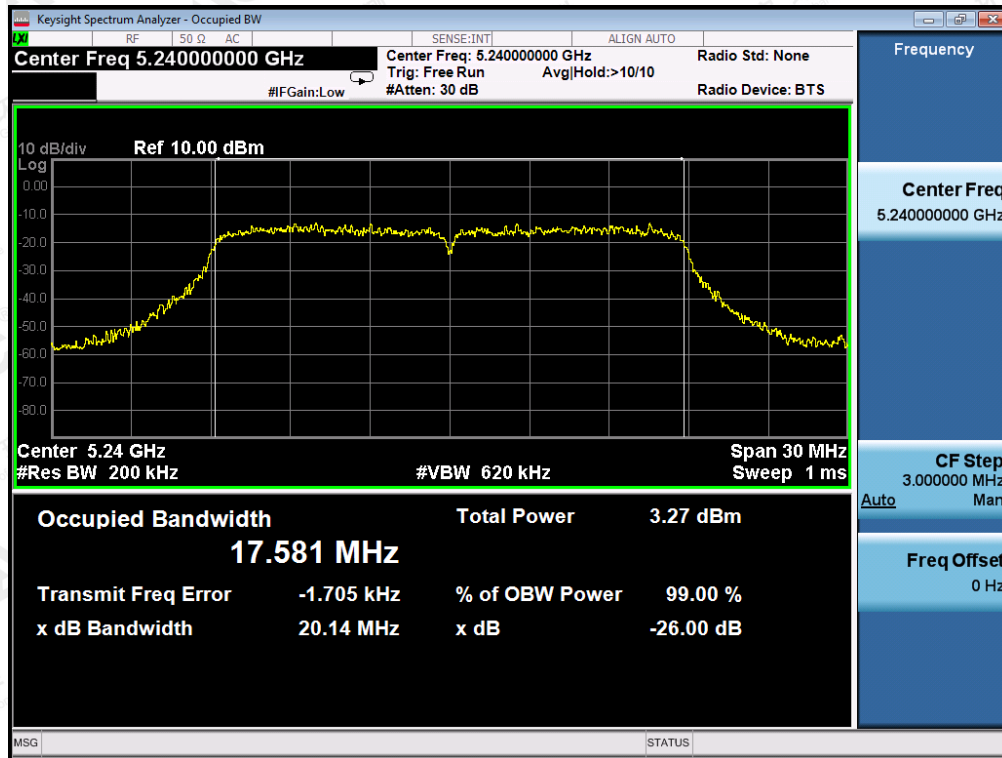 Keysight Spectrum Analyzer - Occupied BW
LXI RF 50 Ω AC SENSE:INT ALIGN AUTO
Center Freq 5.240000000 GHz
Center Freq: 5.240000000 GHz Radio Std: None
Trig: Free Run Avg|Hold:>10/10
#IFGain:Low #Atten: 30 dB Radio Device: BTS
10 dB/div Ref 10.00 dBm
Log
0.00
-10.0
-20.0
-30.0
-40.0
-50.0
-60.0
-70.0
-80.0
Center 5.24 GHz Span 30 MHz
#Res BW 200 kHz #VBW 620 kHz Sweep 1 ms
Occupied Bandwidth Total Power 3.27 dBm
17.581 MHz
Transmit Freq Error -1.705 kHz % of OBW Power 99.00 %
x dB Bandwidth 20.14 MHz x dB -26.00 dB
MSG STATUS
Frequency
Center Freq
5.240000000 GHz
CF Step
3.000000 MHz
Auto Man
Freq Offset
0 Hz